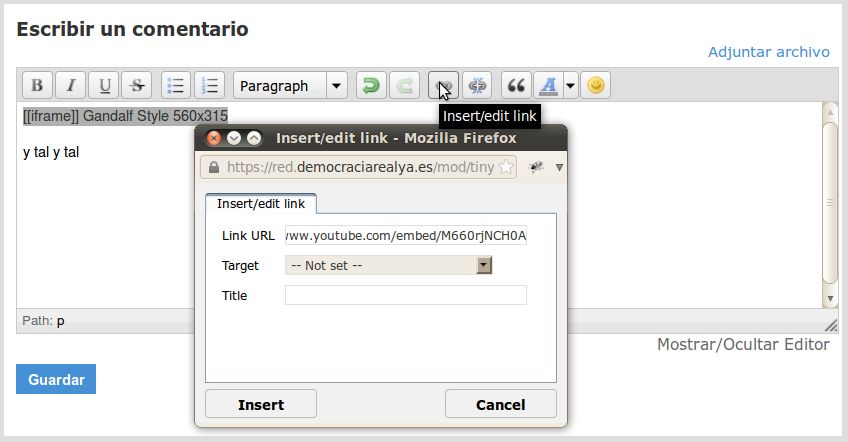 Escribir un comentario
Adjuntar archivo
B I U S Paragraph A
Insert/edit link
[[iframe]] Gandalf Style 560x315
y tal y tal
Insert/edit link - Mozilla Firefox
https://red.democraciarealya.es/mod/tiny
Insert/edit link
Link URL www.youtube.com/embed/M660rjNCH0A
Target -- Not set --
Title
Insert Cancel
Path: p
Mostrar/Ocultar Editor
Guardar